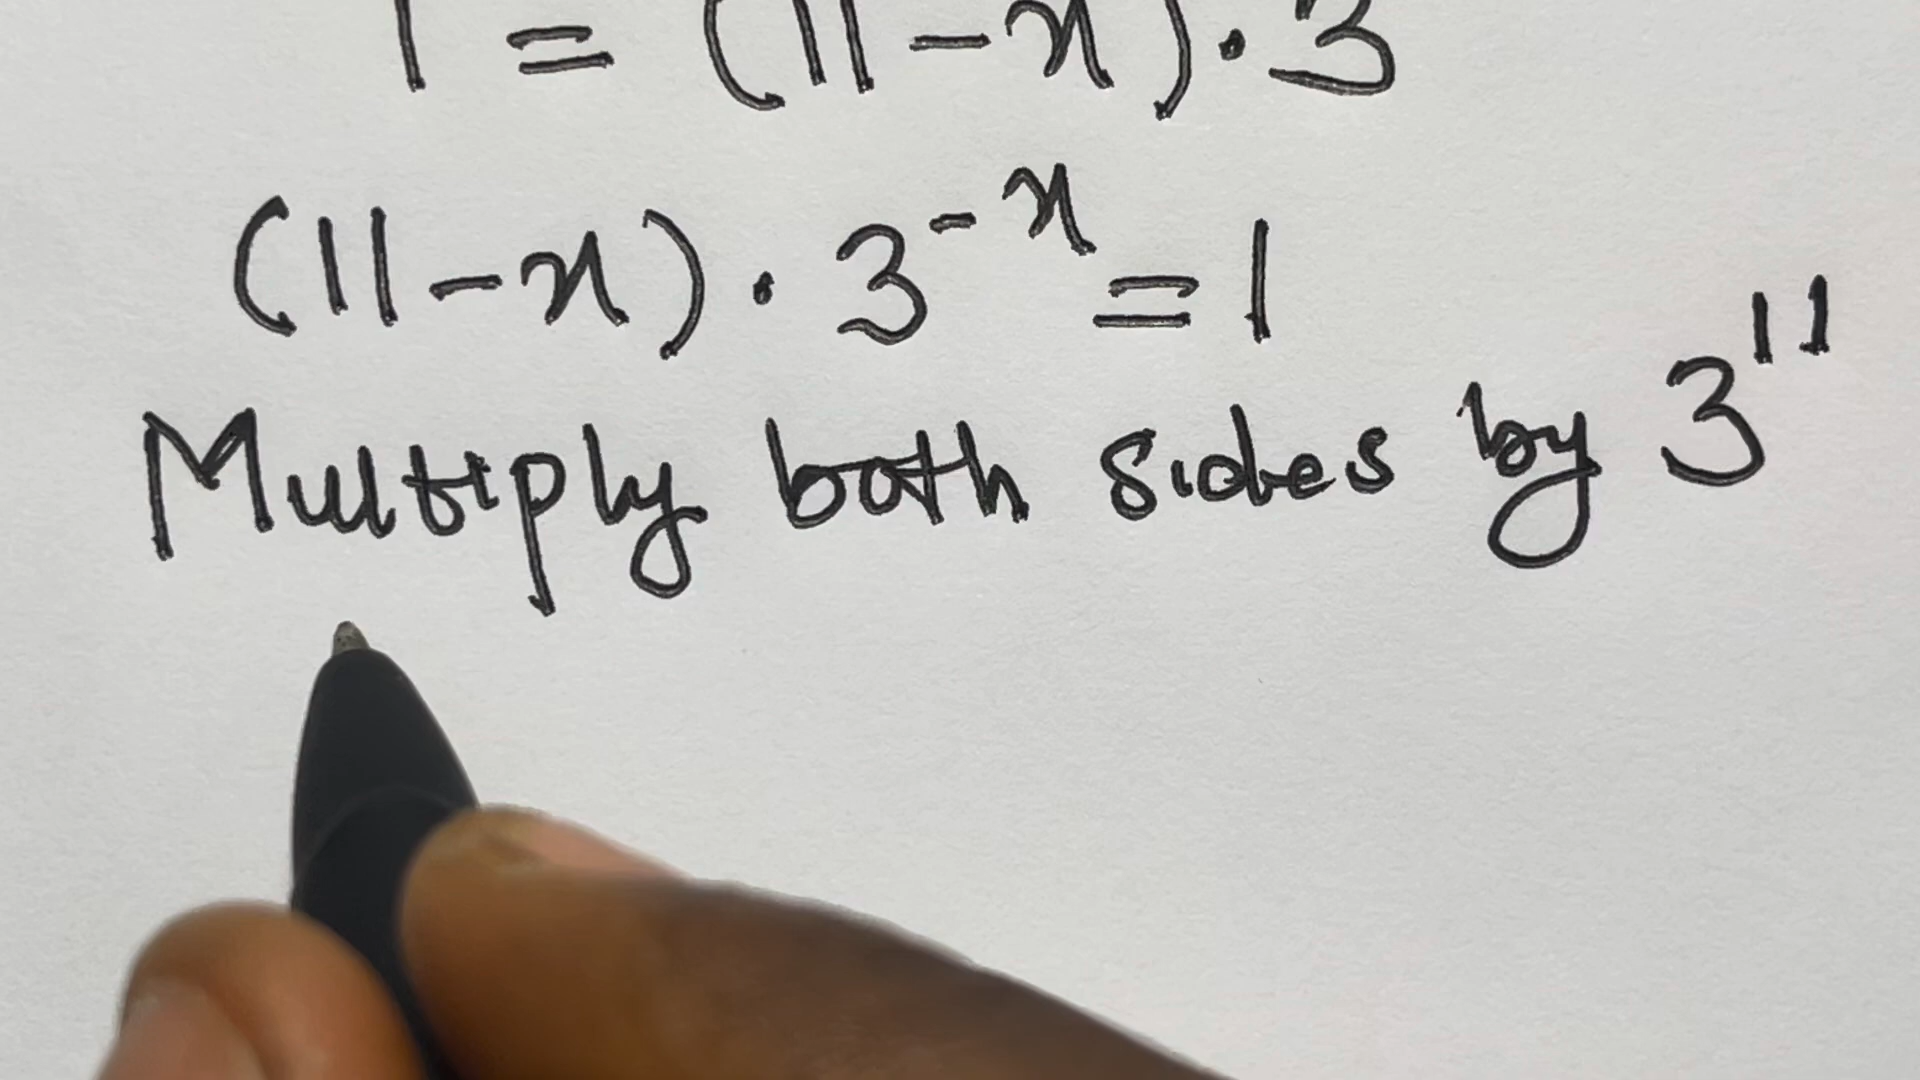 1 = (11-x).3
(11-x).3^-x = 1
Multiply both sides by 3^11